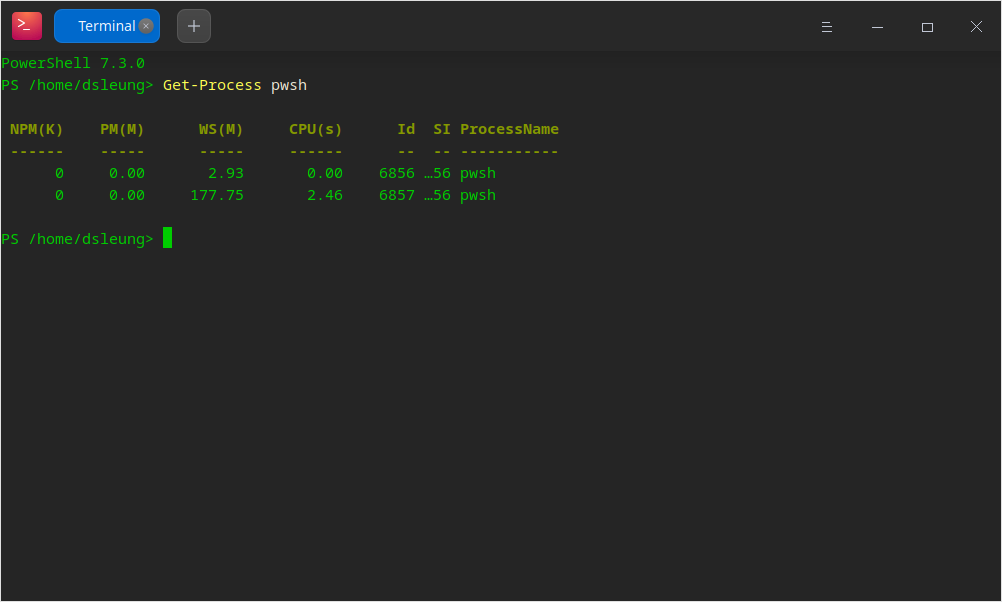 >_ Terminal
PowerShell 7.3.0
PS /home/dsleung> Get-Process pwsh
 NPM(K)    PM(M)      WS(M)     CPU(s)      Id  SI ProcessName
 ------    -----      -----     ------      --  -- -----------
      0     0.00       2.93       0.00    6856 …56 pwsh
      0     0.00     177.75       2.46    6857 …56 pwsh
PS /home/dsleung>